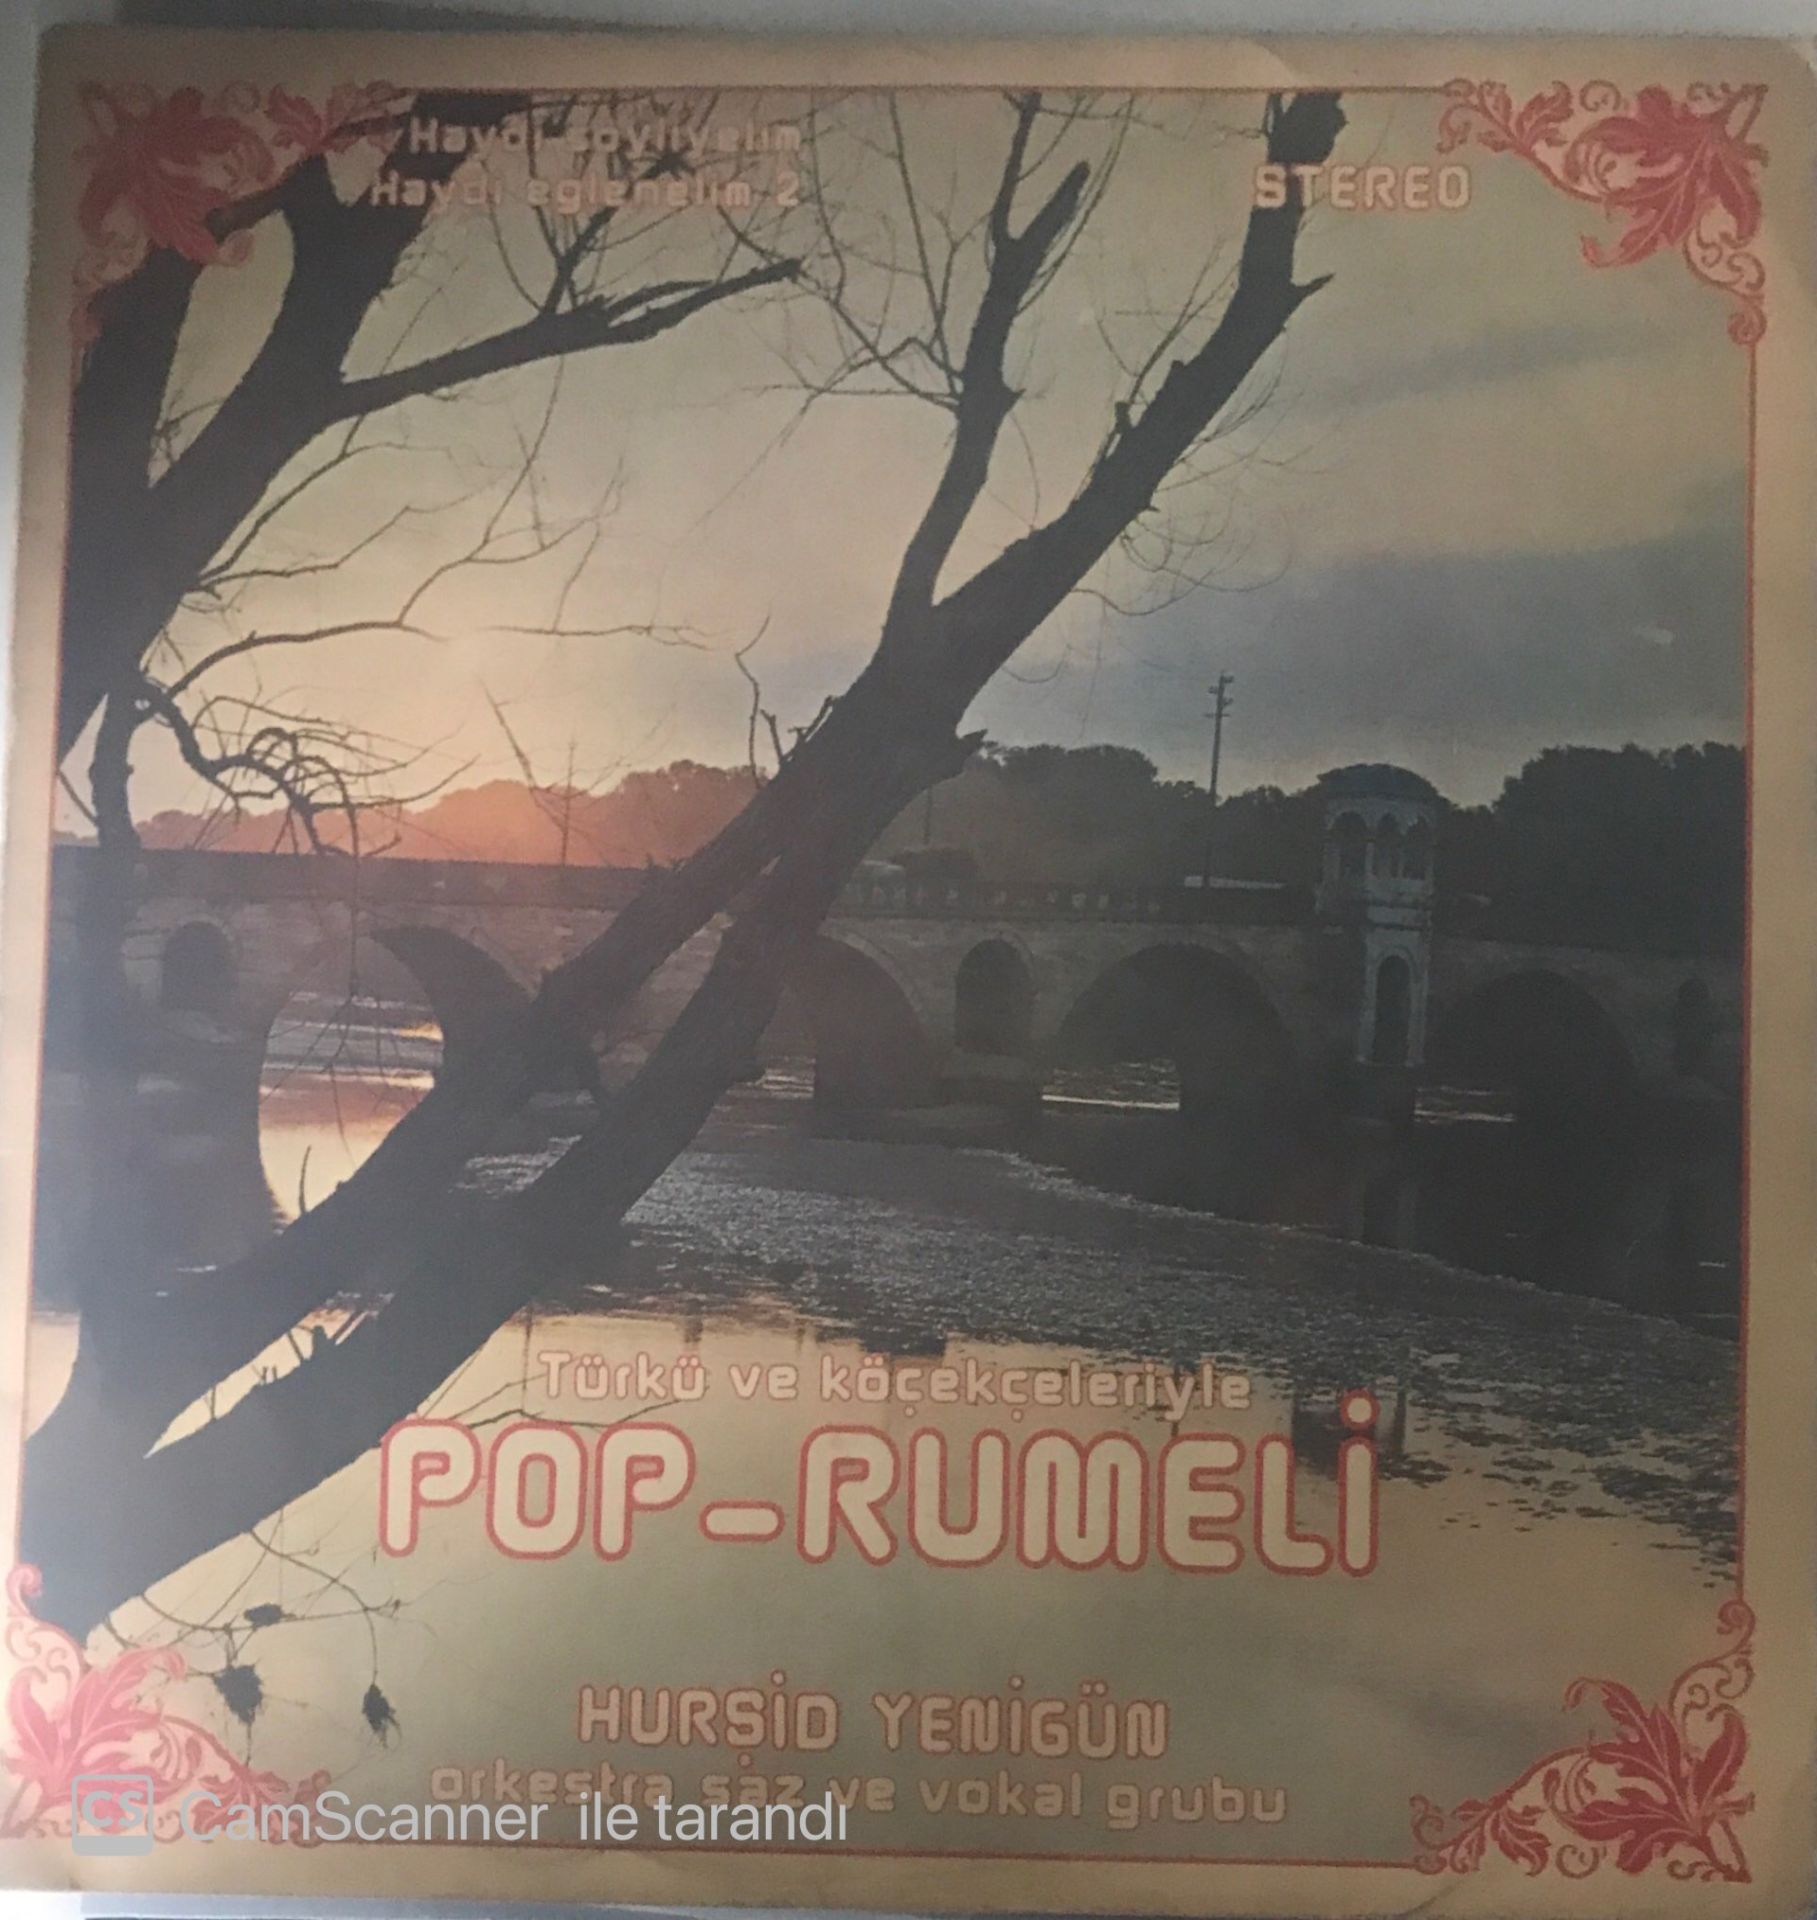 Haydi söyliyelim
Haydi eğlenelim 2
STEREO
Türkü ve köçekçeleriyle
POP-RUMELİ
HURŞİD YENİGÜN
orkestra saz ve vokal grubu
CS CamScanner ile tarandı